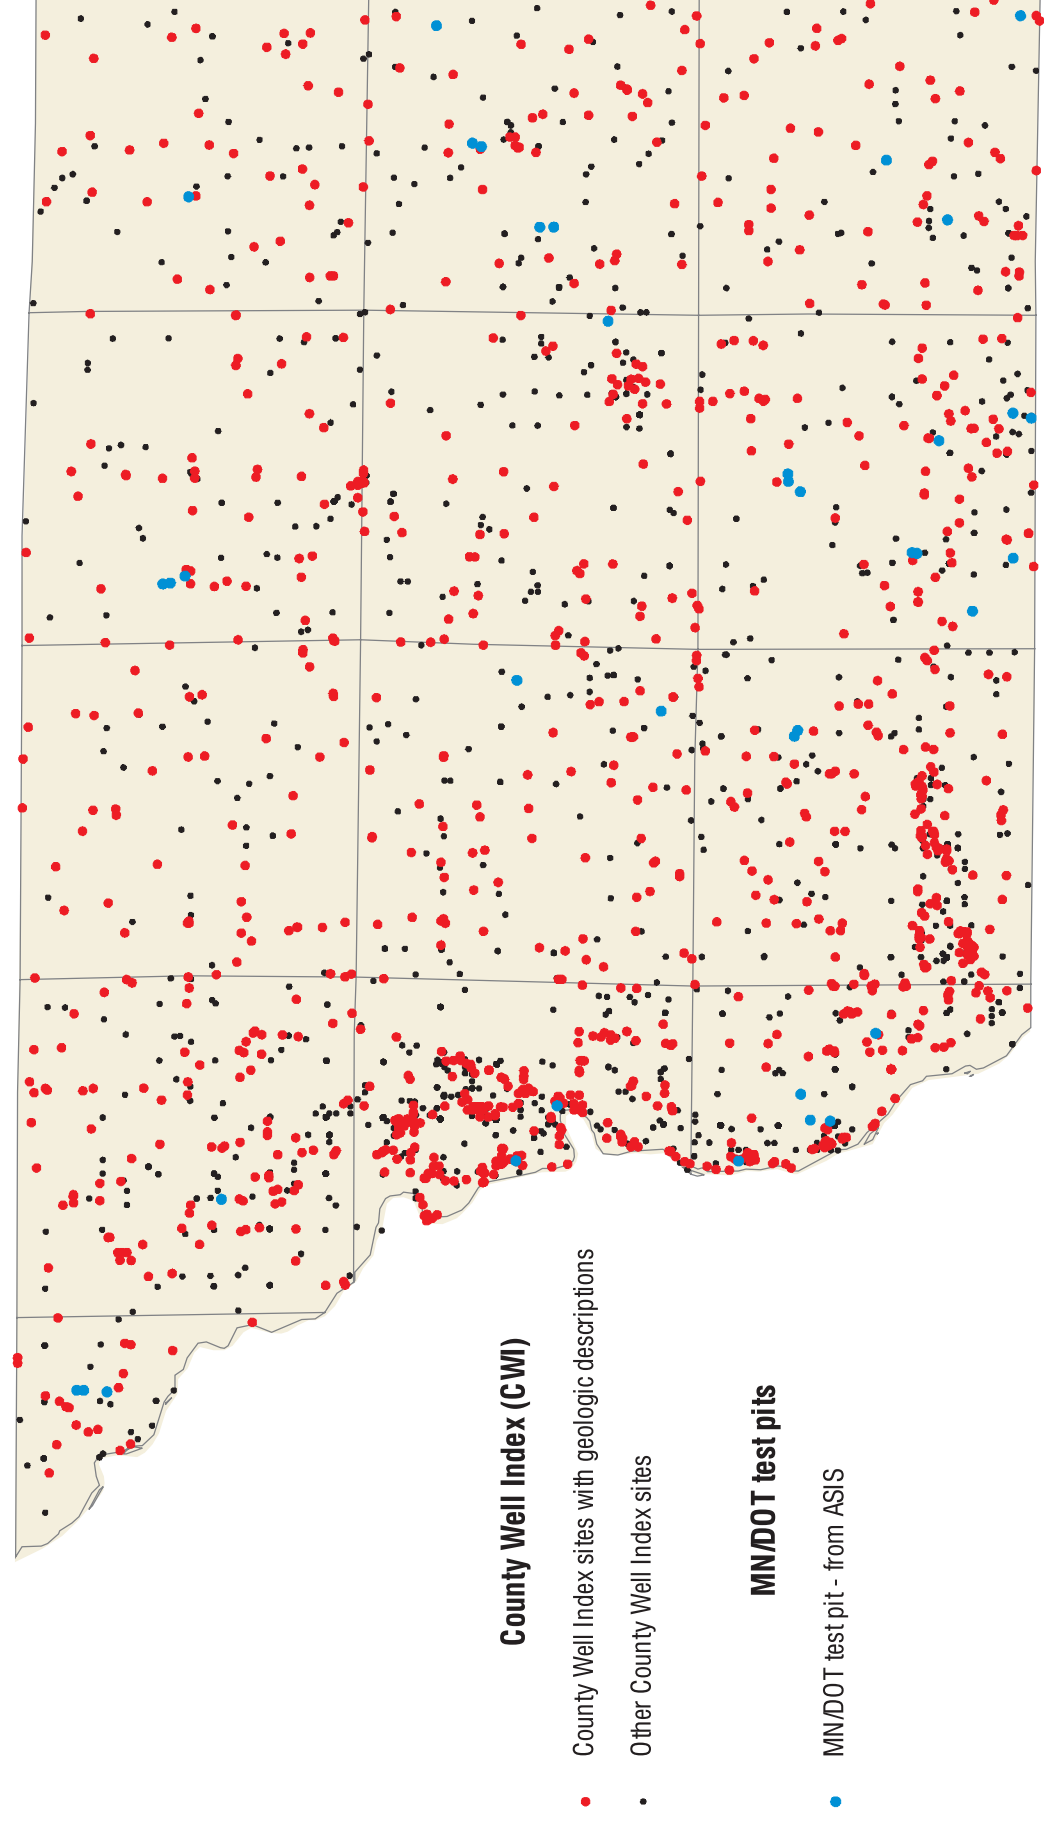 County Well Index (CWI)
County Well Index sites with geologic descriptions
Other County Well Index sites
MN/DOT test pits
MN/DOT test pit - from ASIS